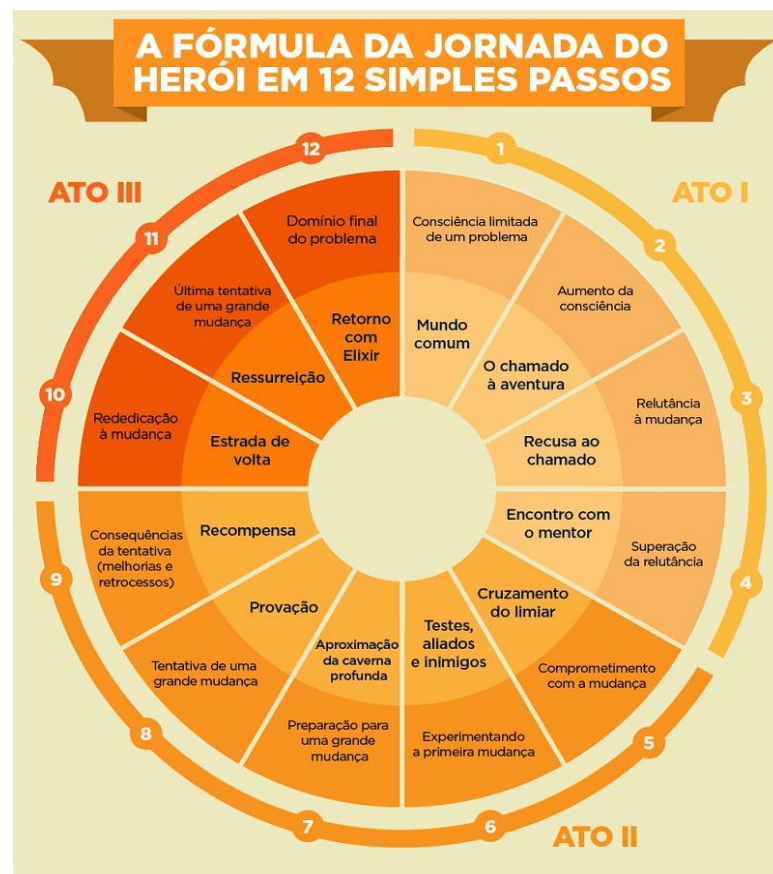 A FÓRMULA DA JORNADA DO
HERÓI EM 12 SIMPLES PASSOS
ATO I
1
Consciência limitada
de um problema
Mundo
comum
2
Aumento da
consciência
O chamado
à aventura
3
Relutância
à mudança
Recusa ao
chamado
4
Superação
da relutância
Encontro com
o mentor
ATO II
5
Comprometimento
com a mudança
Cruzamento
do limiar
6
Experimentando
a primeira mudança
Testes,
aliados
e inimigos
7
Preparação para
uma grande
mudança
Aproximação
da caverna
profunda
8
Tentativa de uma
grande mudança
Provação
9
Consequências
da tentativa
(melhorias e
retrocessos)
Recompensa
ATO III
10
Rededicação
à mudança
Estrada de
volta
11
Última tentativa
de uma grande
mudança
Ressurreição
12
Domínio final
do problema
Retorno
com
Elixir